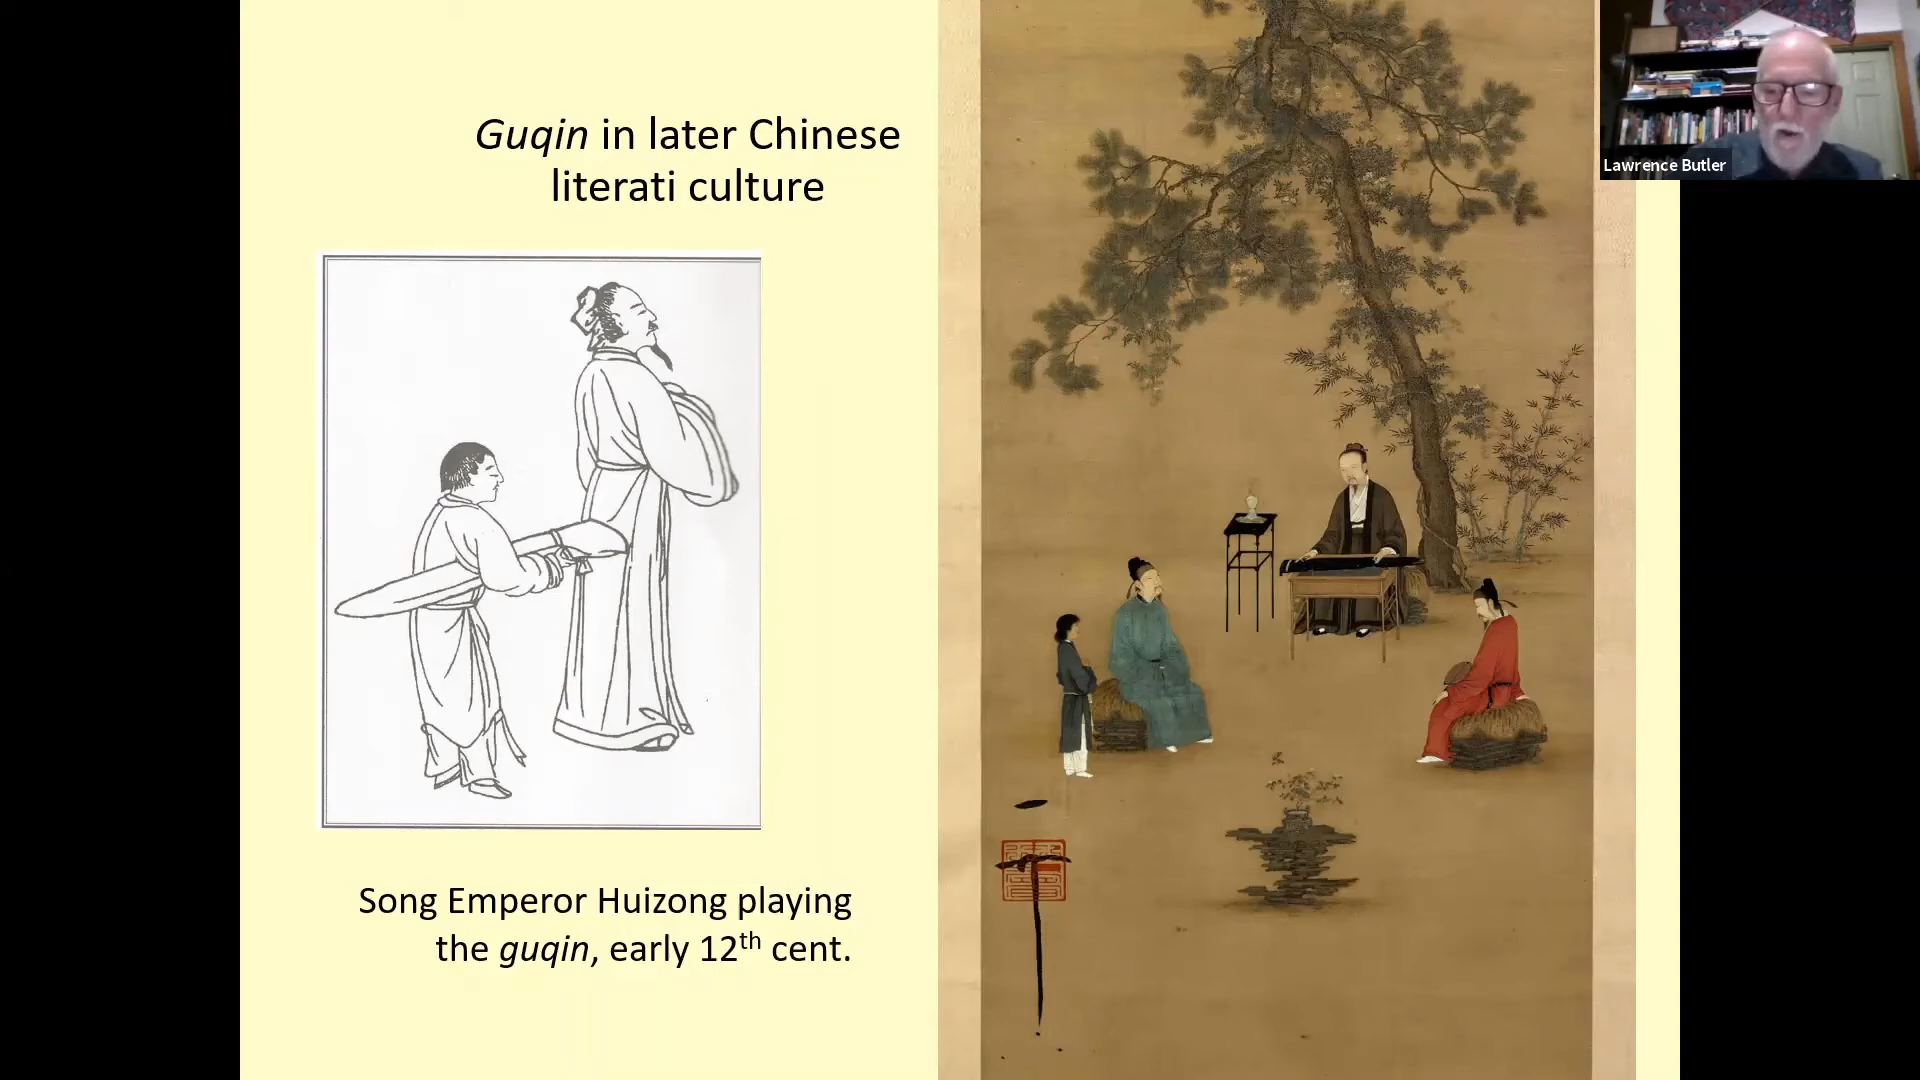 Guqin in later Chinese
literati culture
Song Emperor Huizong playing
the guqin, early 12th cent.
Lawrence Butler